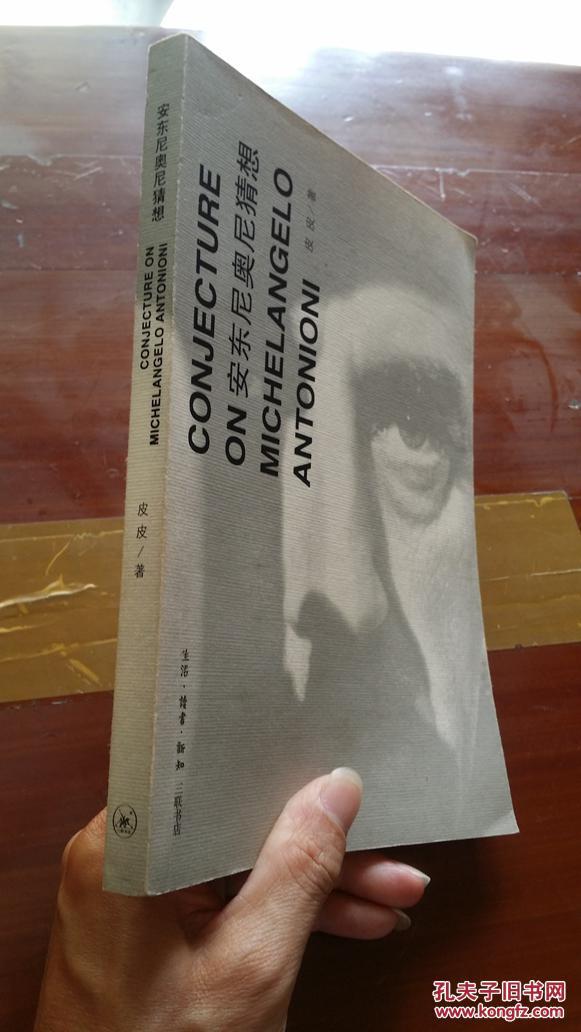 安东尼奥尼猜想
CONJECTURE ON
MICHELANGELO ANTONIONI
皮皮/著
CONJECTURE
ON 安东尼奥尼猜想
MICHELANGELO
ANTONIONI
皮皮 著
生活·讀書·新知 三联书店
孔夫子旧书网
www.kongfz.com